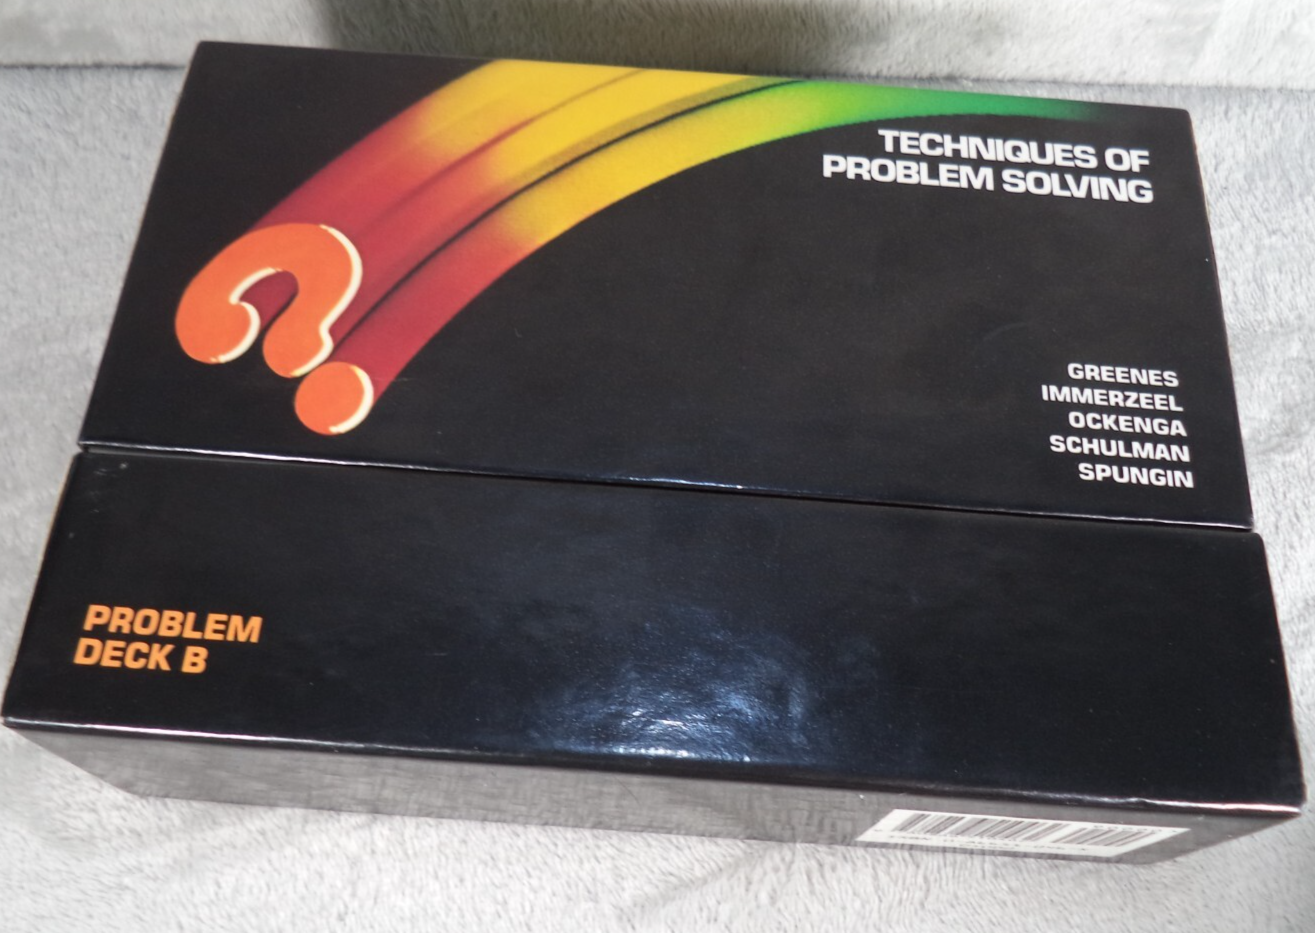 TECHNIQUES OF
PROBLEM SOLVING
GREENES
IMMERZEEL
OCKENGA
SCHULMAN
SPUNGIN
PROBLEM
DECK B